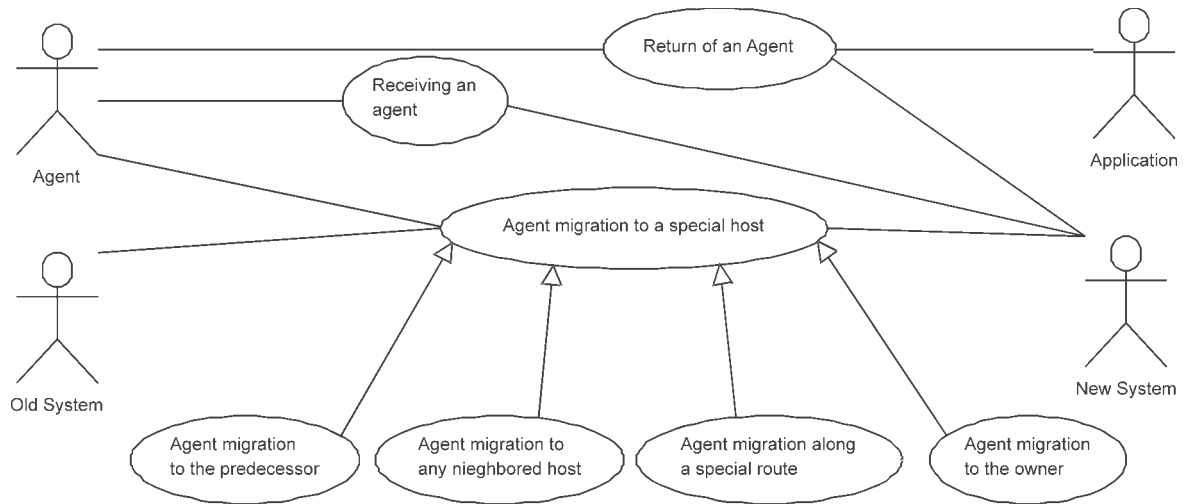 Return of an Agent
Receiving an
agent
Agent
Application
Agent migration to a special host
Old System
New System
Agent migration
to the predecessor
Agent migration to
any nieghbored host
Agent migration along
a special route
Agent migration
to the owner